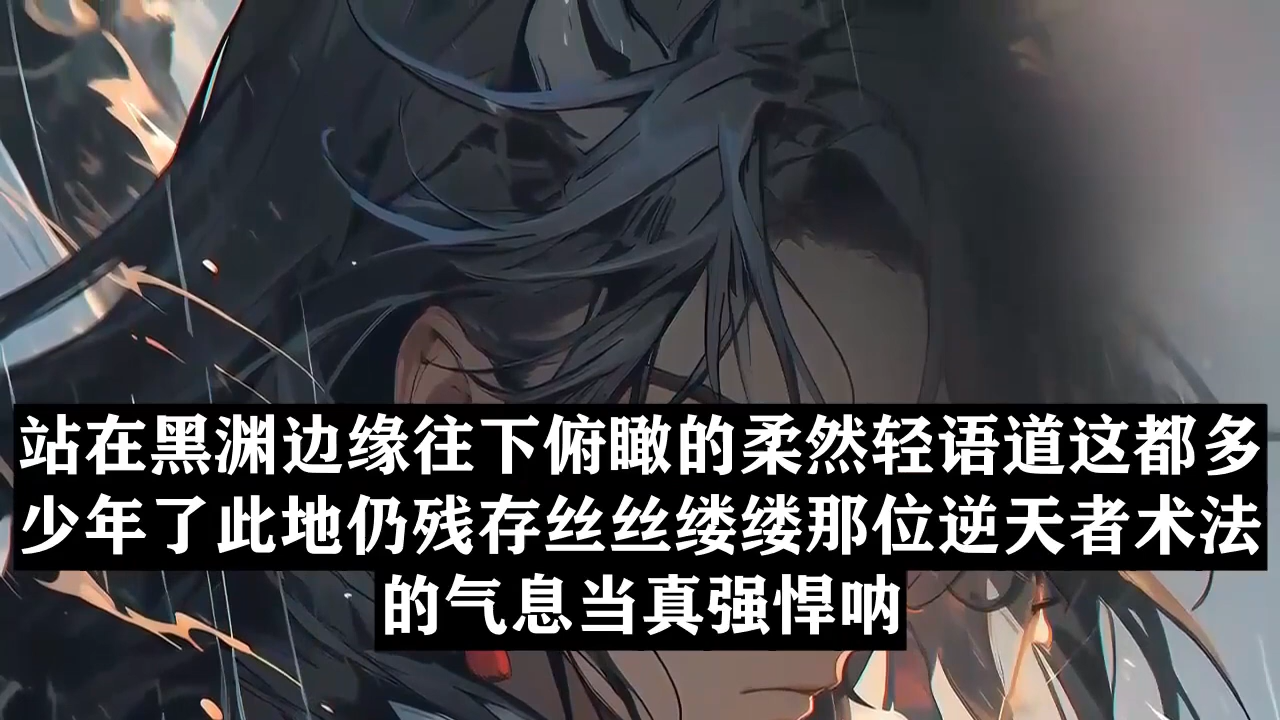 站在黑渊边缘往下俯瞰的柔然轻语道这都多
少年了此地仍残存丝丝缕缕那位逆天者术法
的气息当真强悍呐